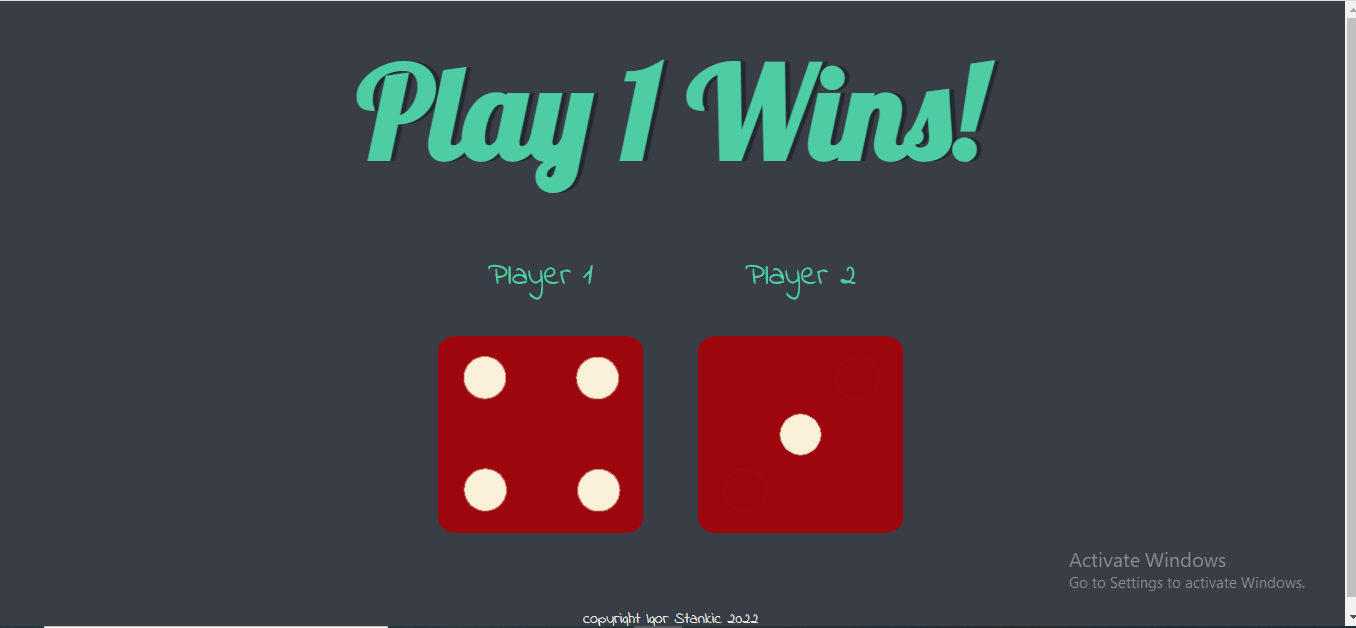 Play 1 Wins!
Player 1 Player 2
Activate Windows
Go to Settings to activate Windows.
copyright Igor Stankic 2022